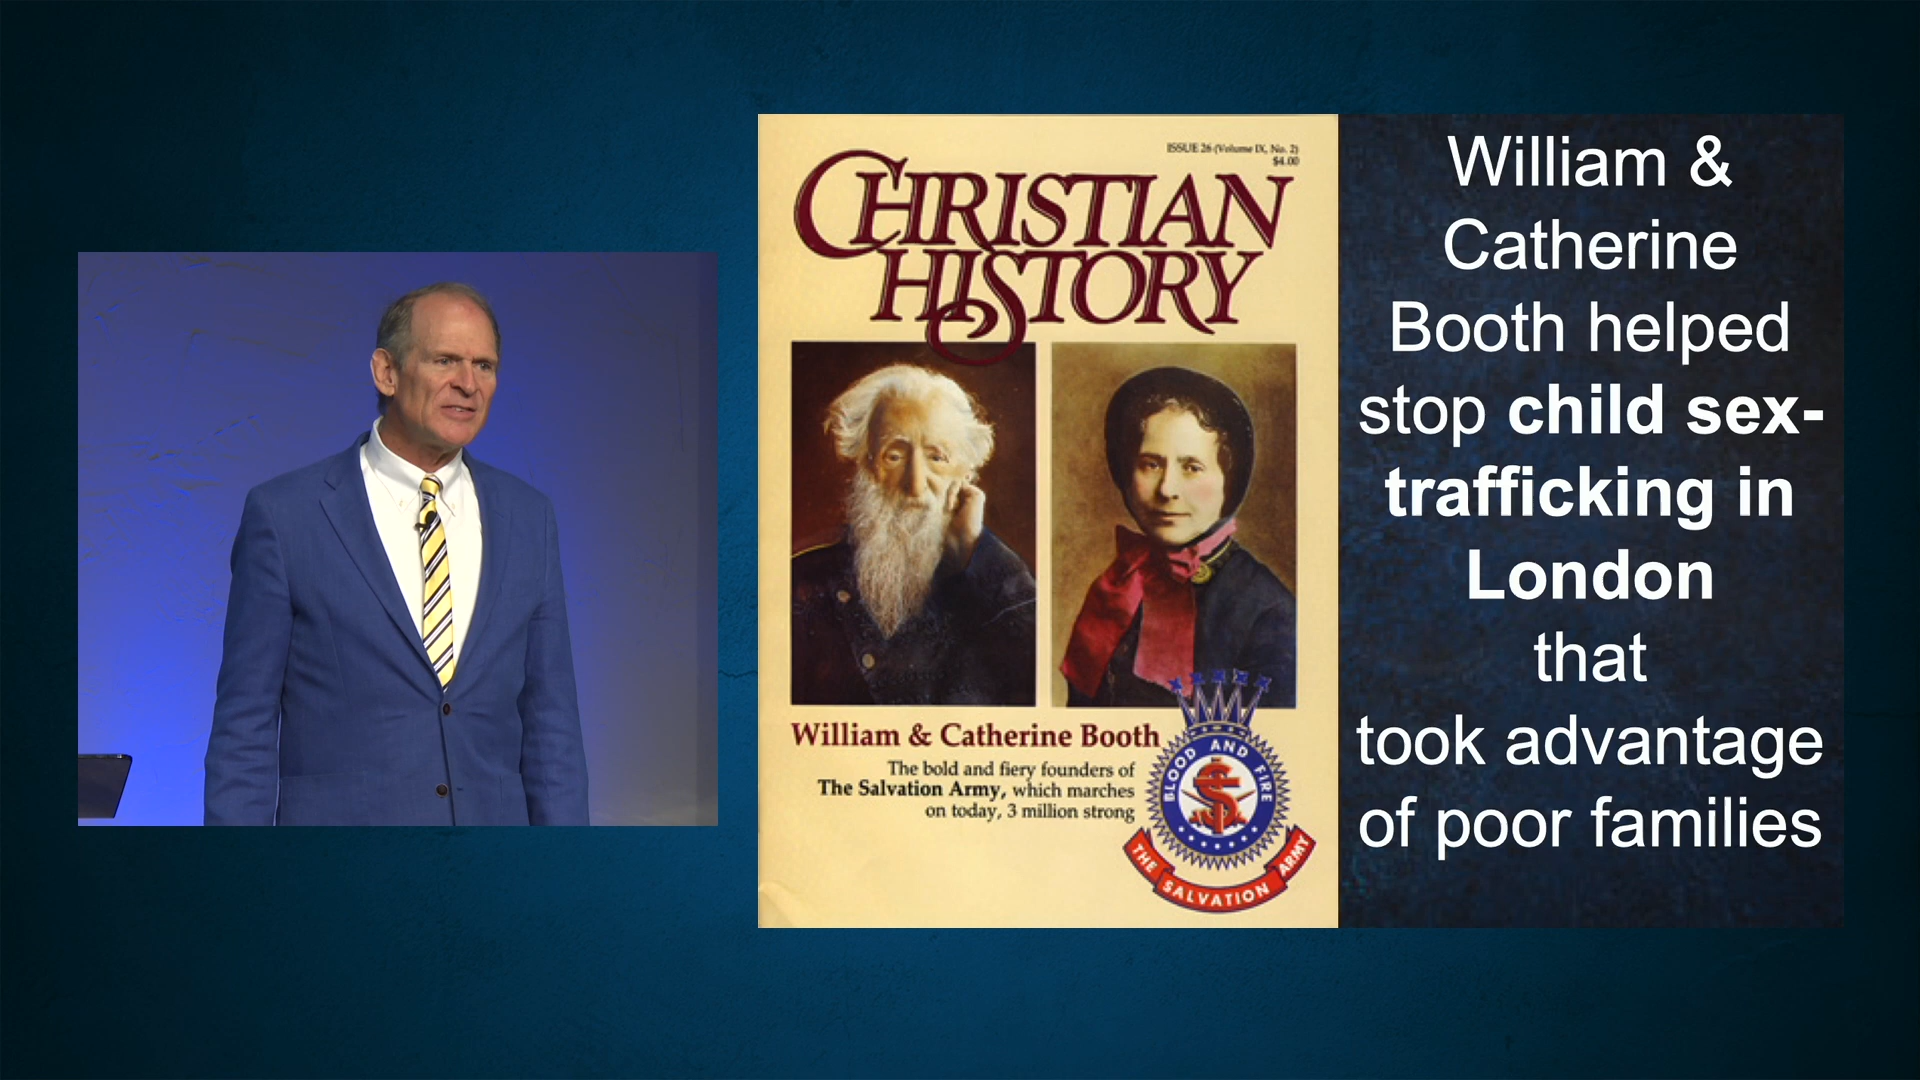 ISSUE 26 (Volume IX, No. 2)
$4.00
CHRISTIAN
HISTORY
William & Catherine Booth
The bold and fiery founders of
The Salvation Army, which marches
on today, 3 million strong
BLOOD AND FIRE
S
THE SALVATION ARMY
William &
Catherine
Booth helped
stop child sex-
trafficking in
London
that
took advantage
of poor families